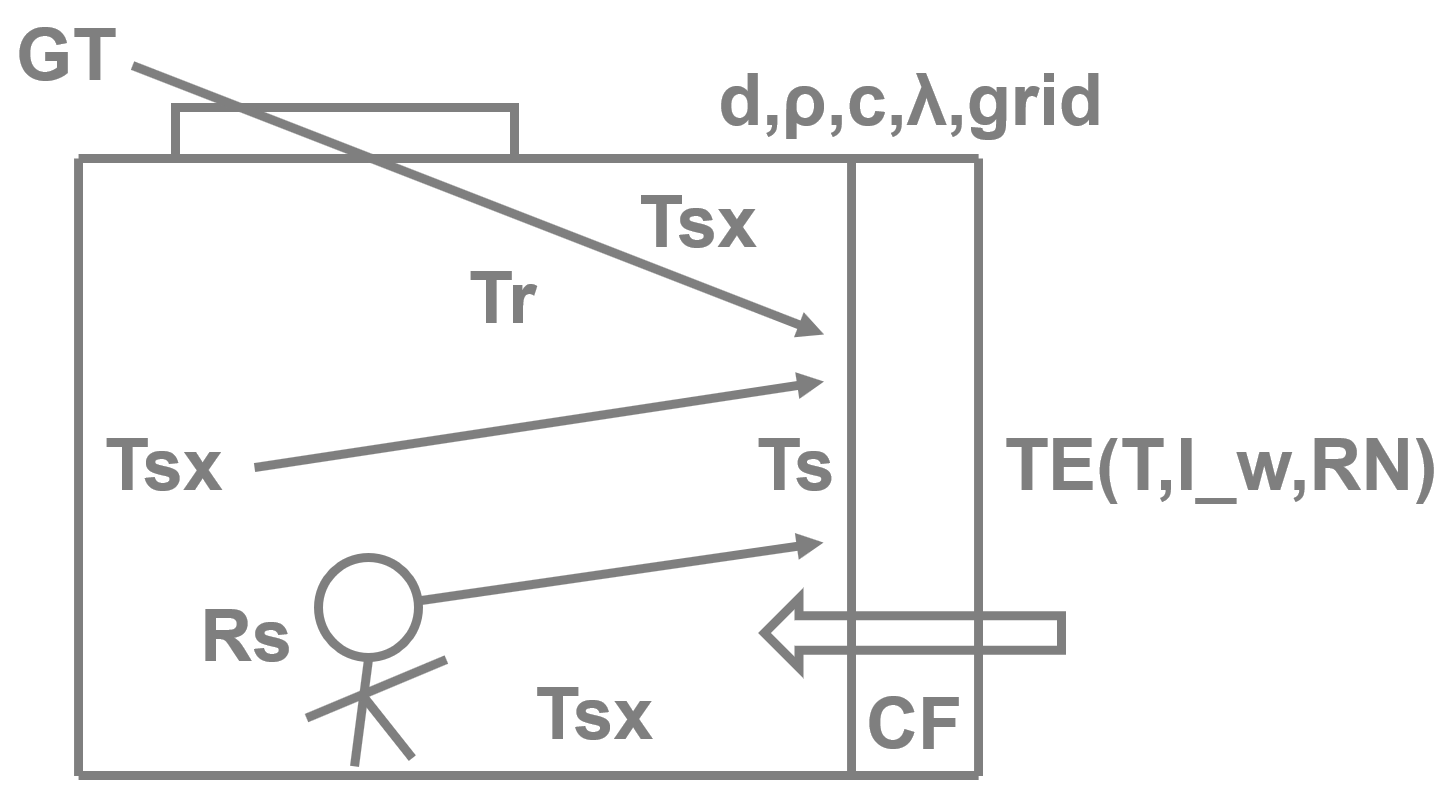 GT
d,ρ,c,λ,grid
Tsx
Tr
Tsx
Ts
TE(T,I_w,RN)
Rs
Tsx
CF